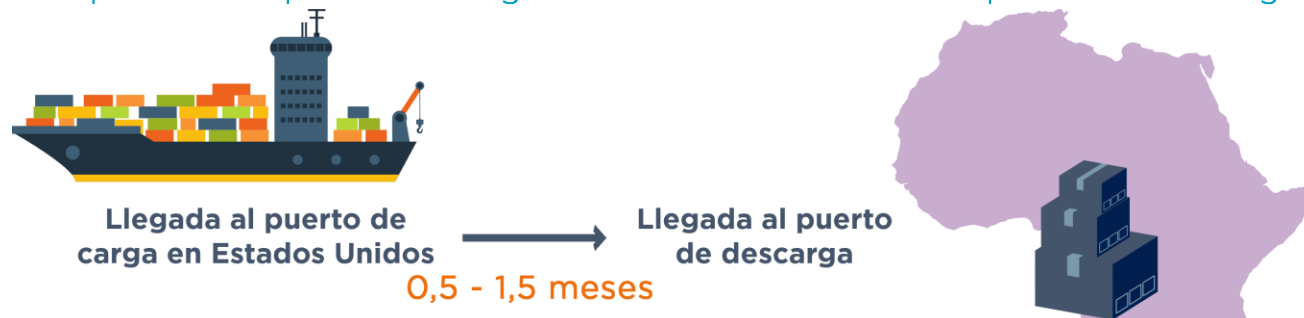 Llegada al puerto de
carga en Estados Unidos
0,5 - 1,5 meses
Llegada al puerto
de descarga